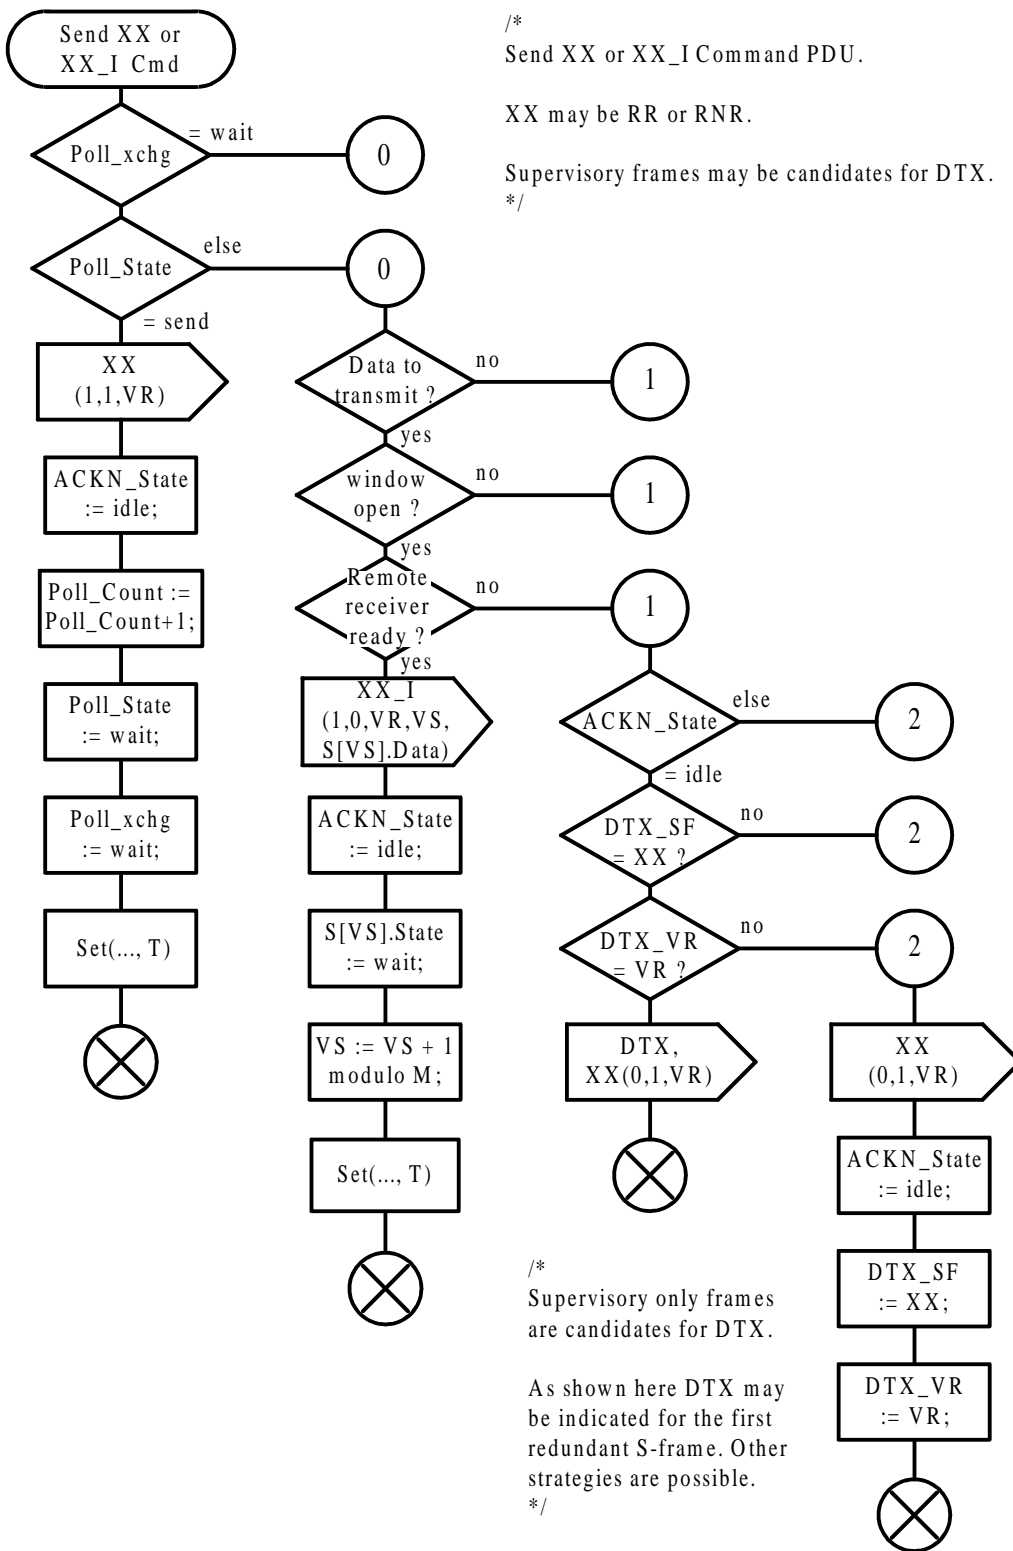 Send XX or
XX_I Cmd
/*
Send XX or XX_I Command PDU.
XX may be RR or RNR.
Supervisory frames may be candidates for DTX.
*/
Poll_xchg
= wait
0
Poll_State
else
0
= send
XX
(1,1,VR)
ACKN_State
:= idle;
Poll_Count :=
Poll_Count+1;
Poll_State
:= wait;
Poll_xchg
:= wait;
Set(..., T)
Data to
transmit ?
no
1
yes
window
open ?
no
1
yes
Remote
receiver
ready ?
no
1
yes
XX_I
(1,0,VR,VS,
S[VS].Data)
ACKN_State
:= idle;
S[VS].State
:= wait;
VS := VS + 1
modulo M;
Set(..., T)
ACKN_State
else
2
= idle
DTX_SF
= XX ?
no
2
DTX_VR
= VR ?
no
2
DTX,
XX(0,1,VR)
XX
(0,1,VR)
ACKN_State
:= idle;
DTX_SF
:= XX;
DTX_VR
:= VR;
/*
Supervisory only frames
are candidates for DTX.
As shown here DTX may
be indicated for the first
redundant S-frame. Other
strategies are possible.
*/